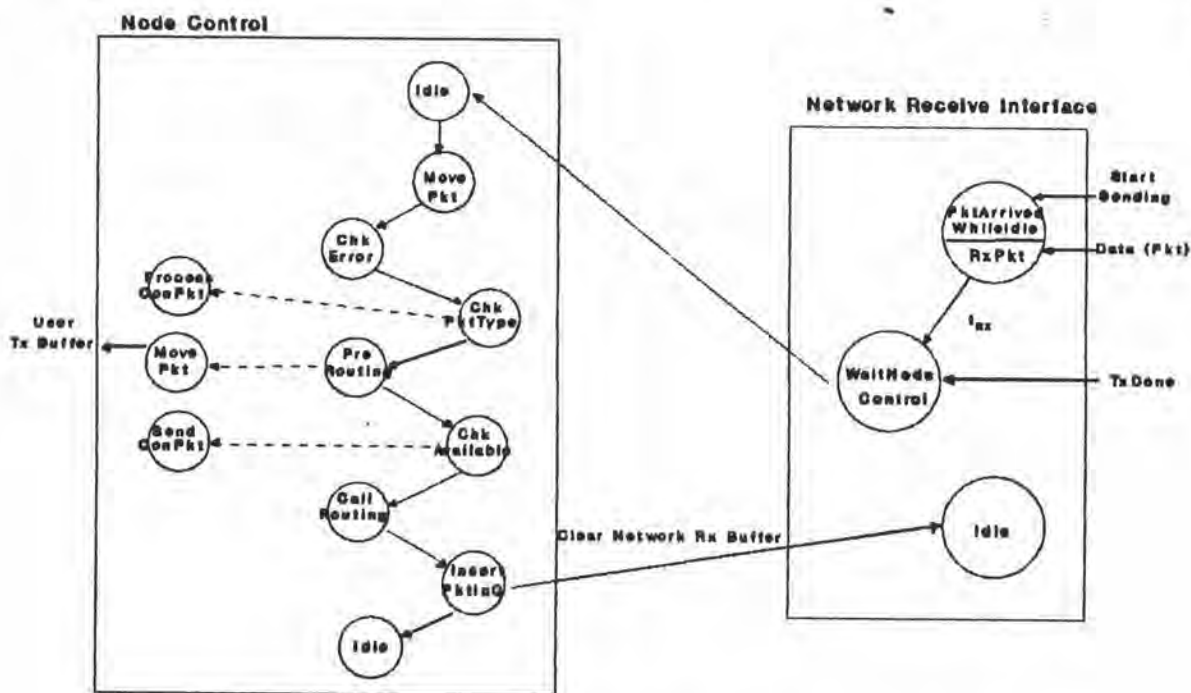 Node Control
Idle
Move
Pkt
Chk
Error
Process
ConPkt
Chk
PktType
User
Tx Buffer
Move
Pkt
Pre
Routing
Send
ConPkt
Chk
Available
Call
Routing
Insert
PktInQ
Idle
Clear Network Rx Buffer
Network Receive Interface
PktArrived
WhileIdle
RxPkt
Start
Sending
Data (Pkt)
tRX
WaitNode
Control
TxDone
Idle